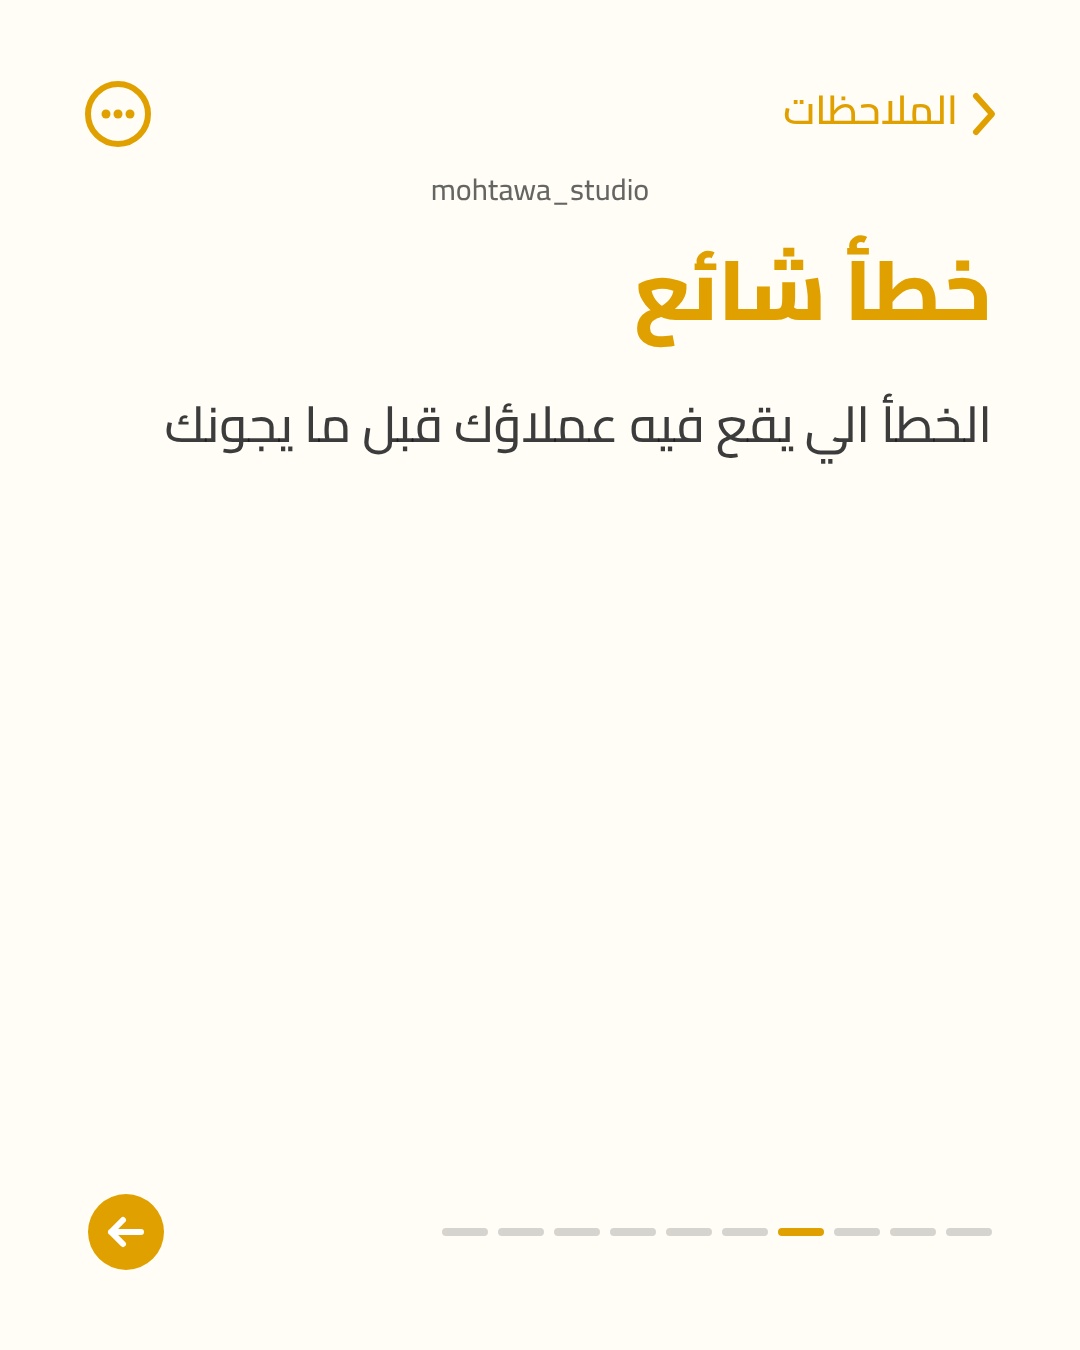 الملاحظات
mohtawa_studio
خطأ شائع
الخطأ الي يقع فيه عملاؤك قبل ما يجونك